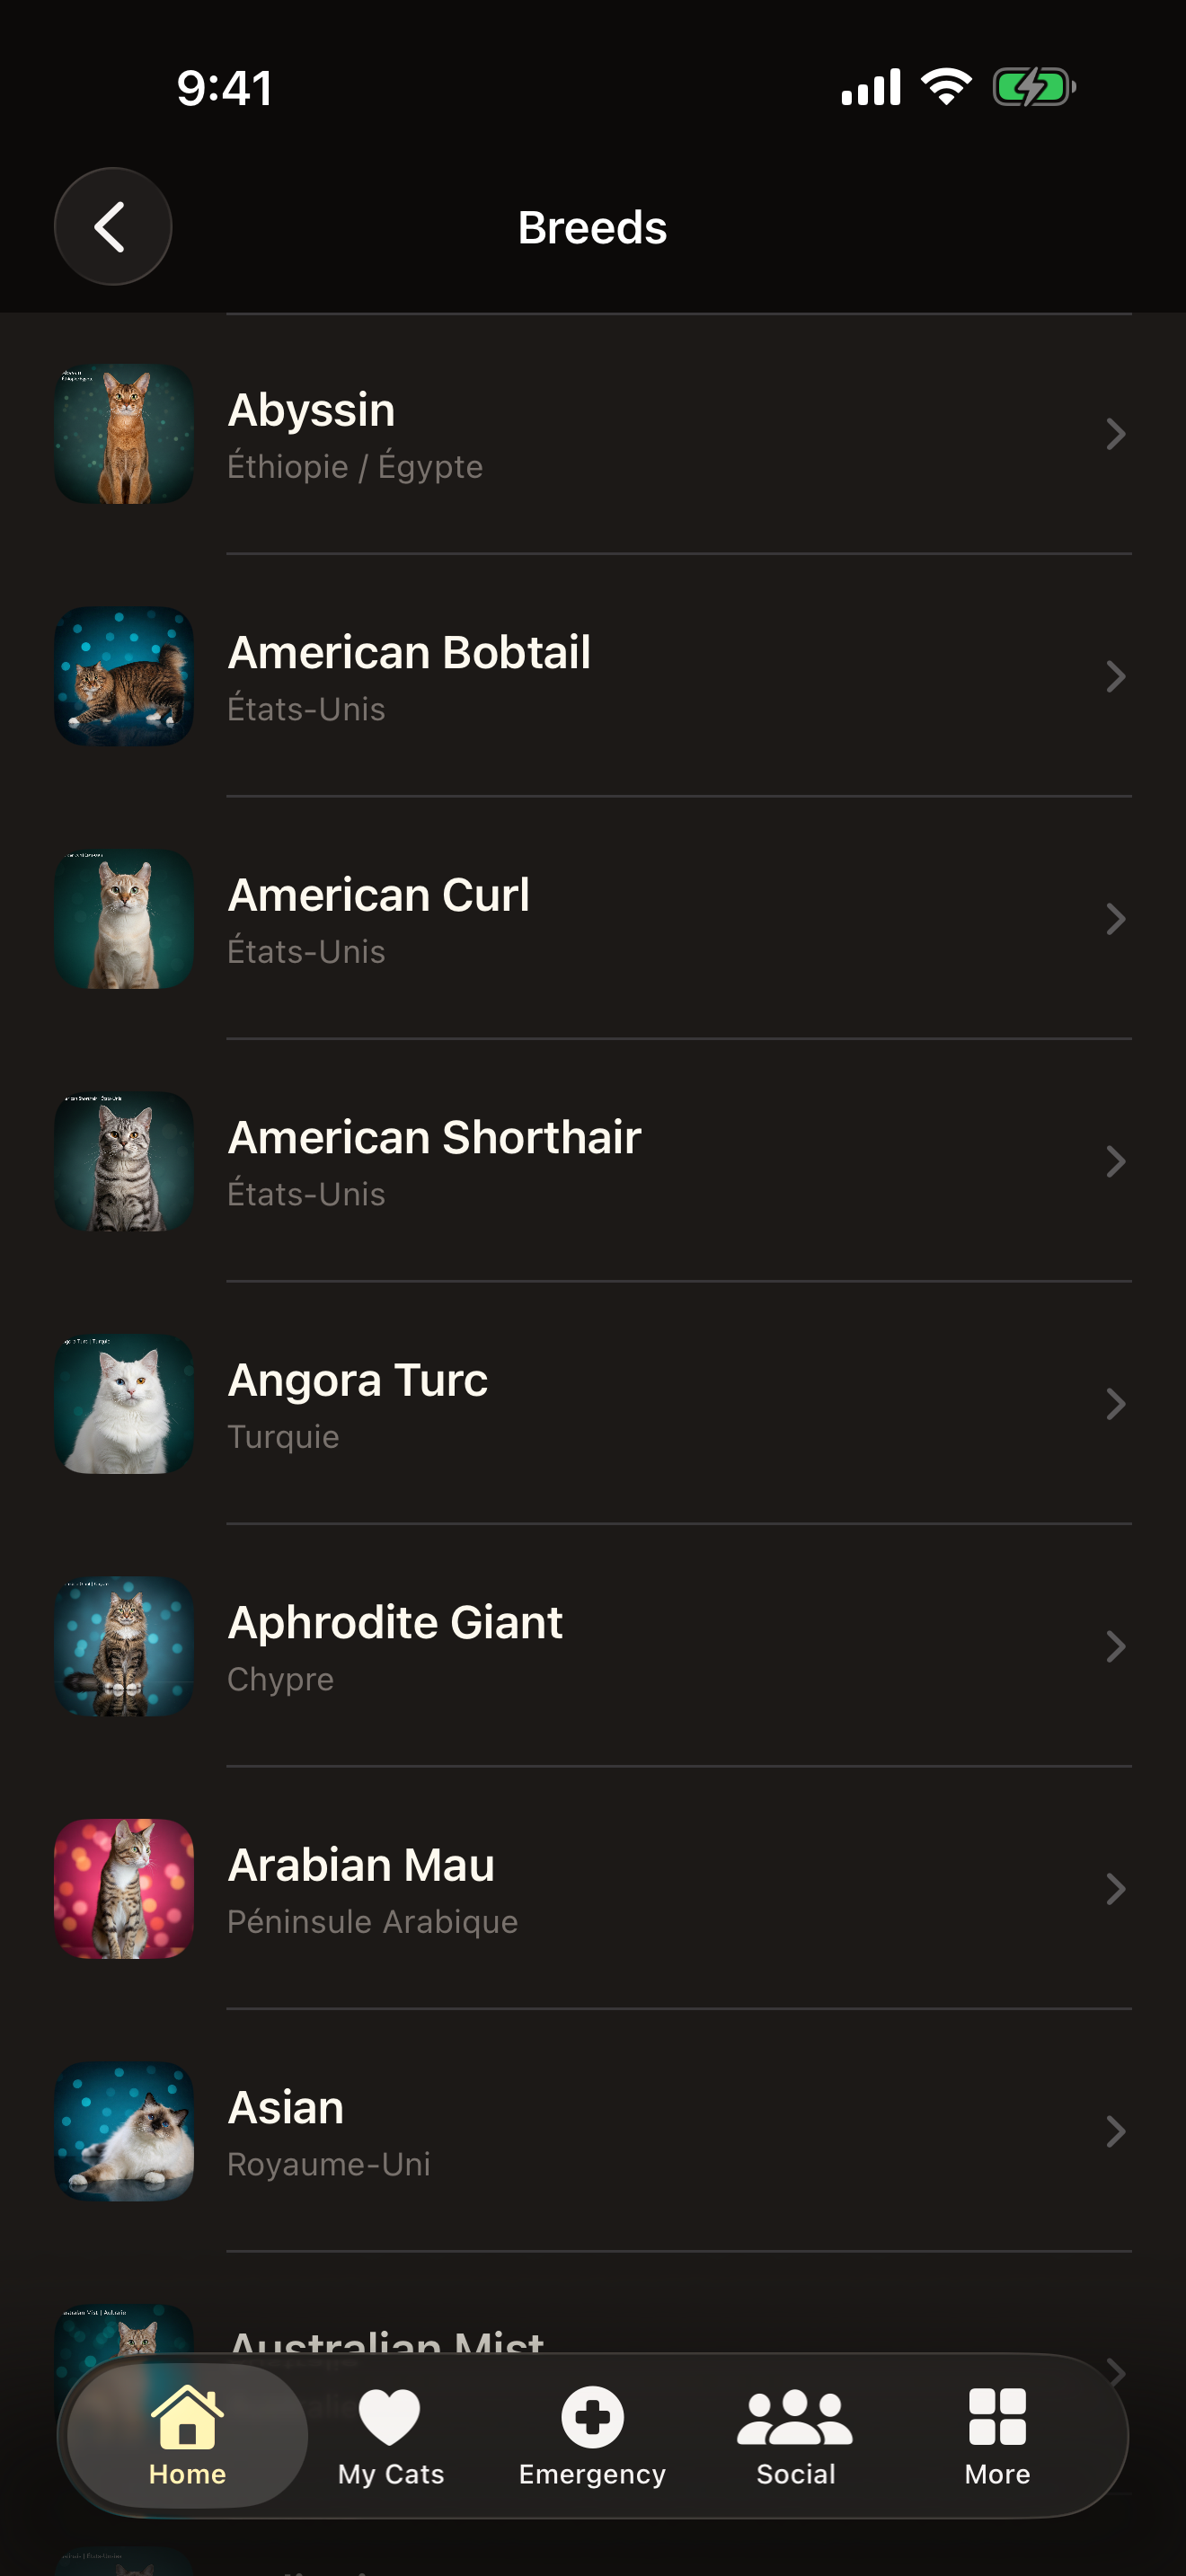 9:41
Breeds
Abyssin
Éthiopie / Égypte
American Bobtail
États-Unis
American Curl
États-Unis
American Shorthair
États-Unis
Angora Turc
Turquie
Aphrodite Giant
Chypre
Arabian Mau
Péninsule Arabique
Asian
Royaume-Uni
Australian Mist
Home
My Cats
Emergency
Social
More